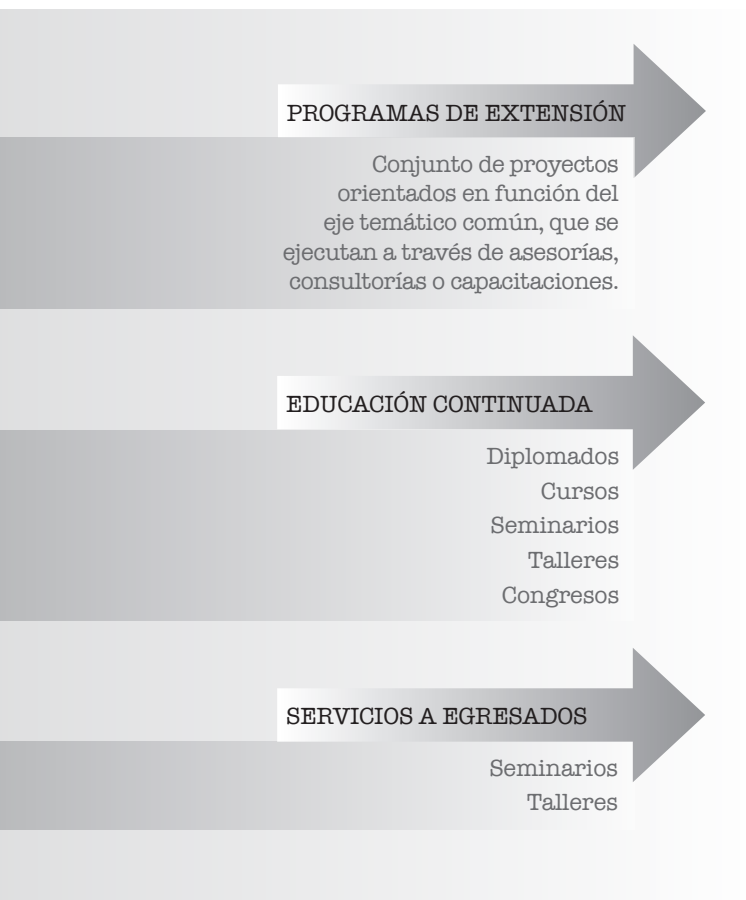 PROGRAMAS DE EXTENSIÓN
Conjunto de proyectos
orientados en función del
eje temático común, que se
ejecutan a través de asesorías,
consultorías o capacitaciones.
EDUCACIÓN CONTINUADA
Diplomados
Cursos
Seminarios
Talleres
Congresos
SERVICIOS A EGRESADOS
Seminarios
Talleres